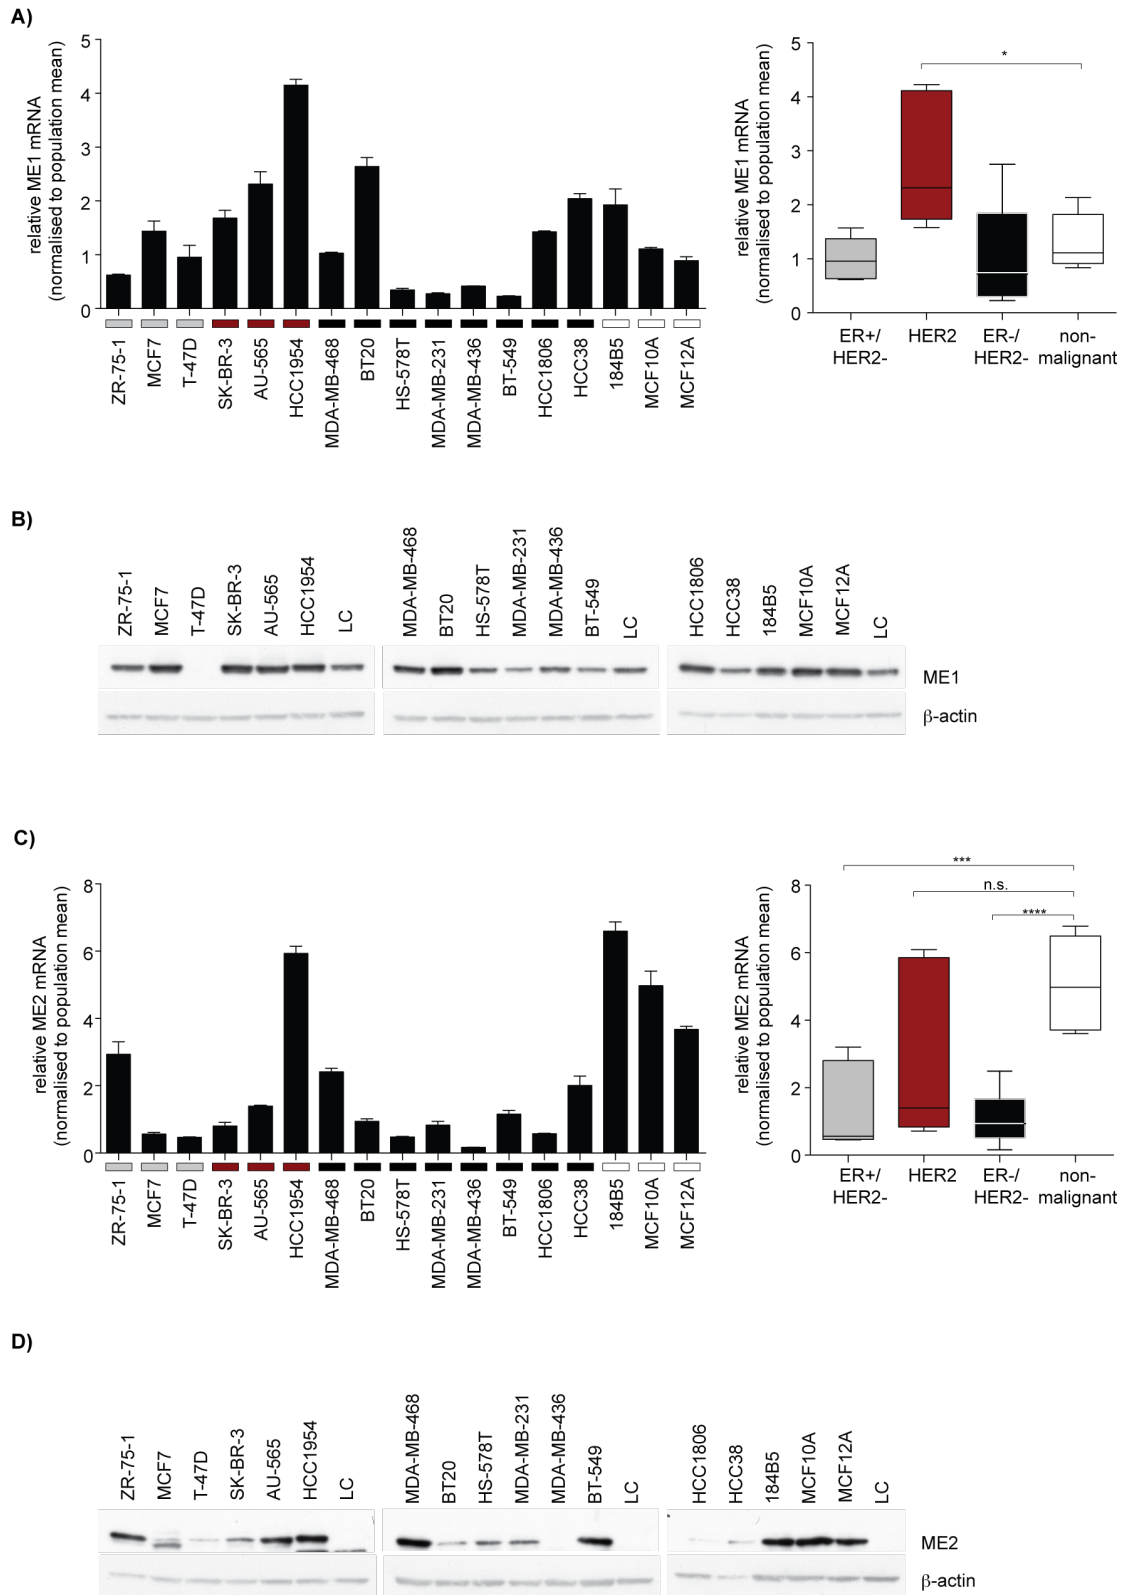 A)
relative ME1 mRNA
(normalised to population mean)
5
4
3
2
1
0
ZR-75-1
MCF7
T-47D
SK-BR-3
AU-565
HCC1954
MDA-MB-468
BT20
HS-578T
MDA-MB-231
MDA-MB-436
BT-549
HCC1806
HCC38
184B5
MCF10A
MCF12A
relative ME1 mRNA
(normalised to population mean)
5
4
3
2
1
0
*
ER+/
HER2-
HER2
ER-/
HER2-
non-
malignant
B)
ZR-75-1
MCF7
T-47D
SK-BR-3
AU-565
HCC1954
LC
MDA-MB-468
BT20
HS-578T
MDA-MB-231
MDA-MB-436
BT-549
LC
HCC1806
HCC38
184B5
MCF10A
MCF12A
LC
ME1
β-actin
C)
relative ME2 mRNA
(normalised to population mean)
8
6
4
2
0
ZR-75-1
MCF7
T-47D
SK-BR-3
AU-565
HCC1954
MDA-MB-468
BT20
HS-578T
MDA-MB-231
MDA-MB-436
BT-549
HCC1806
HCC38
184B5
MCF10A
MCF12A
relative ME2 mRNA
(normalised to population mean)
8
6
4
2
0
***
n.s.
****
ER+/
HER2-
HER2
ER-/
HER2-
non-
malignant
D)
ZR-75-1
MCF7
T-47D
SK-BR-3
AU-565
HCC1954
LC
MDA-MB-468
BT20
HS-578T
MDA-MB-231
MDA-MB-436
BT-549
LC
HCC1806
HCC38
184B5
MCF10A
MCF12A
LC
ME2
β-actin